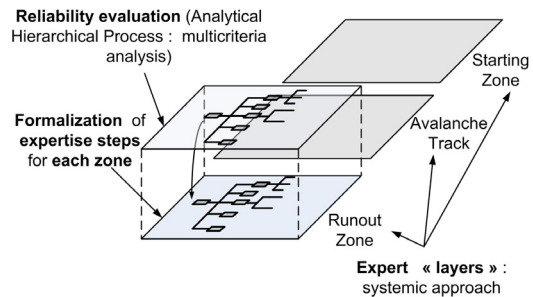 Reliability evaluation (Analytical
Hierarchical Process : multicriteria
analysis)
Starting
Zone
Formalization of
expertise steps
for each zone
Avalanche
Track
Runout
Zone
Expert « layers » :
systemic approach